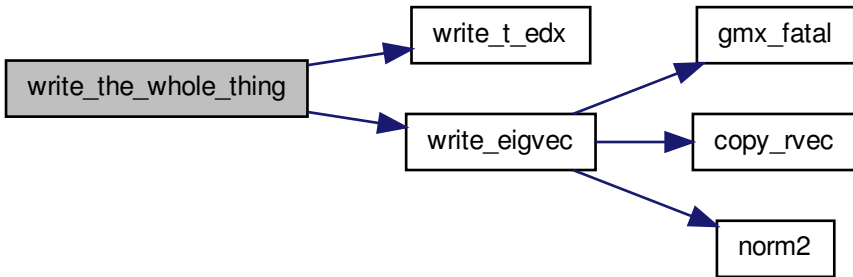 write_the_whole_thing
write_t_edx
write_eigvec
gmx_fatal
copy_rvec
norm2